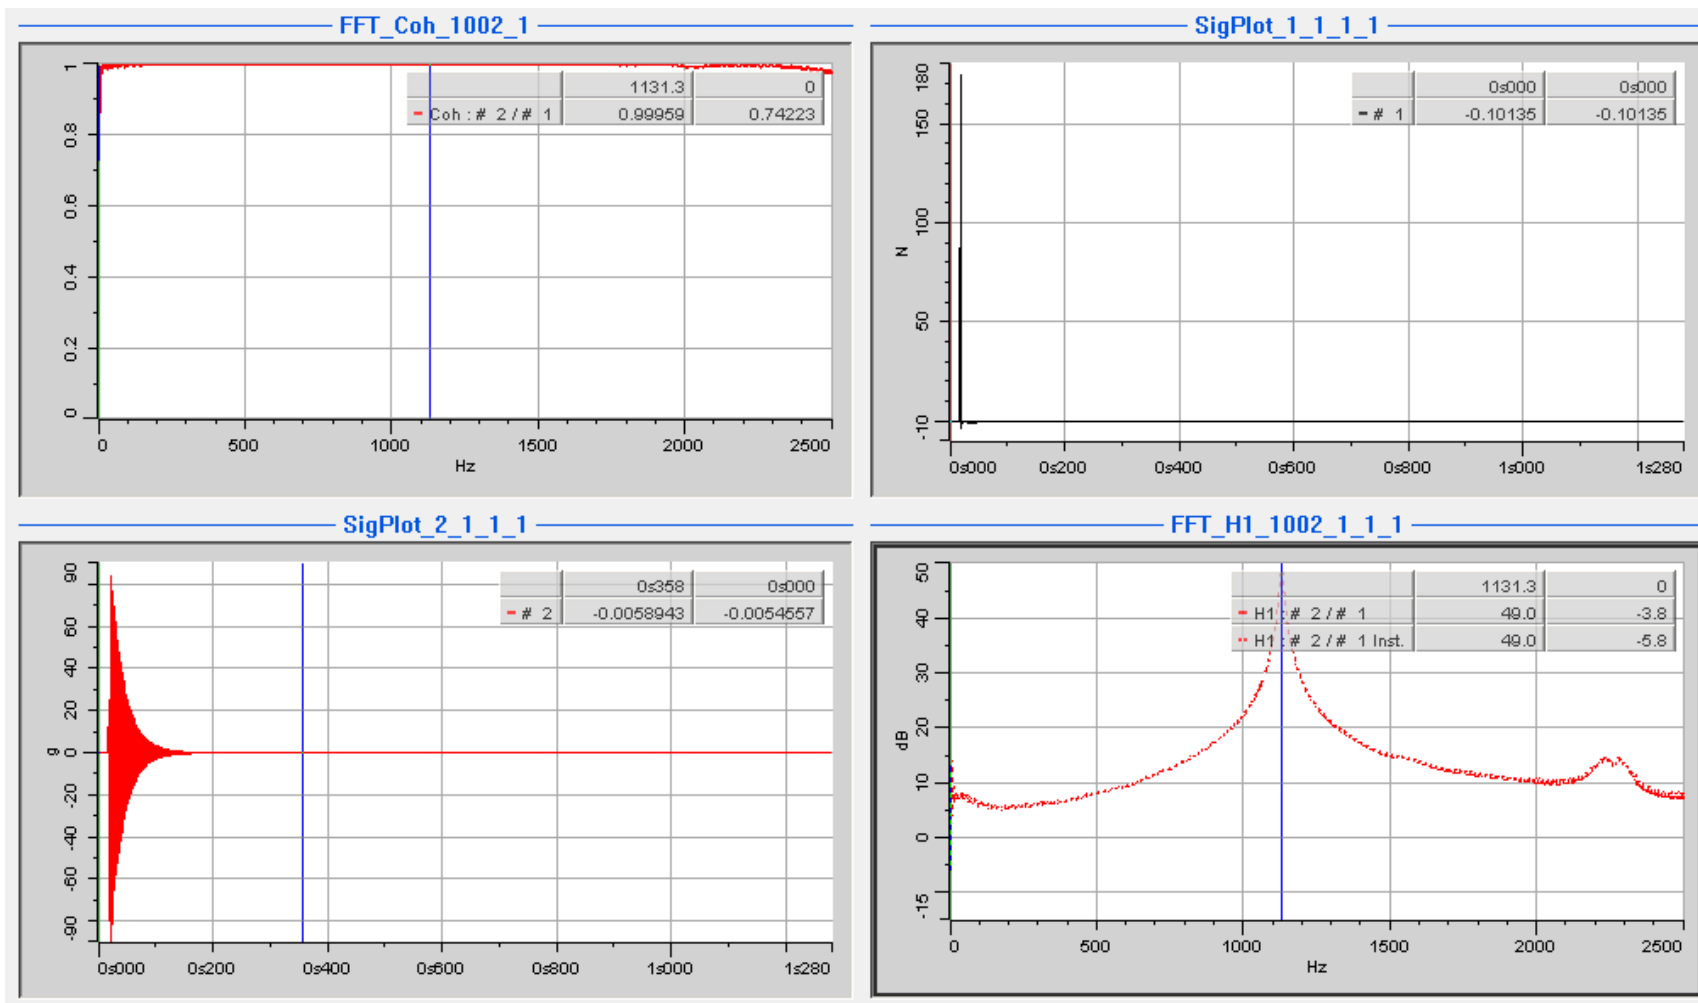 FFT_Coh_1002_1
1131.3 0
Coh : # 2 / # 1 0.99959 0.74223
1
0.8
0.6
0.4
0.2
0
0 500 1000 1500 2000 2500
Hz
SigPlot_1_1_1_1
0s000 0s000
# 1 -0.10135 -0.10135
180
150
100
50
-10
N
0s000 0s200 0s400 0s600 0s800 1s000 1s280
SigPlot_2_1_1_1
0s358 0s000
# 2 -0.0058943 -0.0054557
90
60
40
20
0
-20
-40
-60
-90
g
0s000 0s200 0s400 0s600 0s800 1s000 1s280
FFT_H1_1002_1_1_1
1131.3 0
H1 : # 2 / # 1 49.0 -3.8
H1 : # 2 / # 1 Inst. 49.0 -5.8
50
40
30
20
10
0
-15
dB
0 500 1000 1500 2000 2500
Hz